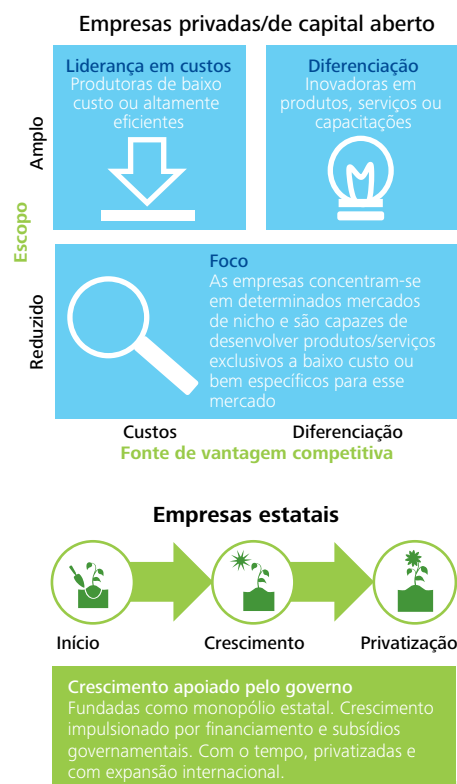 Empresas privadas/de capital aberto
Liderança em custos
Produtoras de baixo
custo ou altamente
eficientes
Diferenciação
Inovadoras em
produtos, serviços ou
capacitações
Amplo
Escopo
Reduzido
Foco
As empresas concentram-se
em determinados mercados
de nicho e são capazes de
desenvolver produtos/serviços
exclusivos a baixo custo ou
bem específicos para esse
mercado
Custos
Diferenciação
Fonte de vantagem competitiva
Empresas estatais
Início
Crescimento
Privatização
Crescimento apoiado pelo governo
Fundadas como monopólio estatal. Crescimento
impulsionado por financiamento e subsídios
governamentais. Com o tempo, privatizadas e
com expansão internacional.